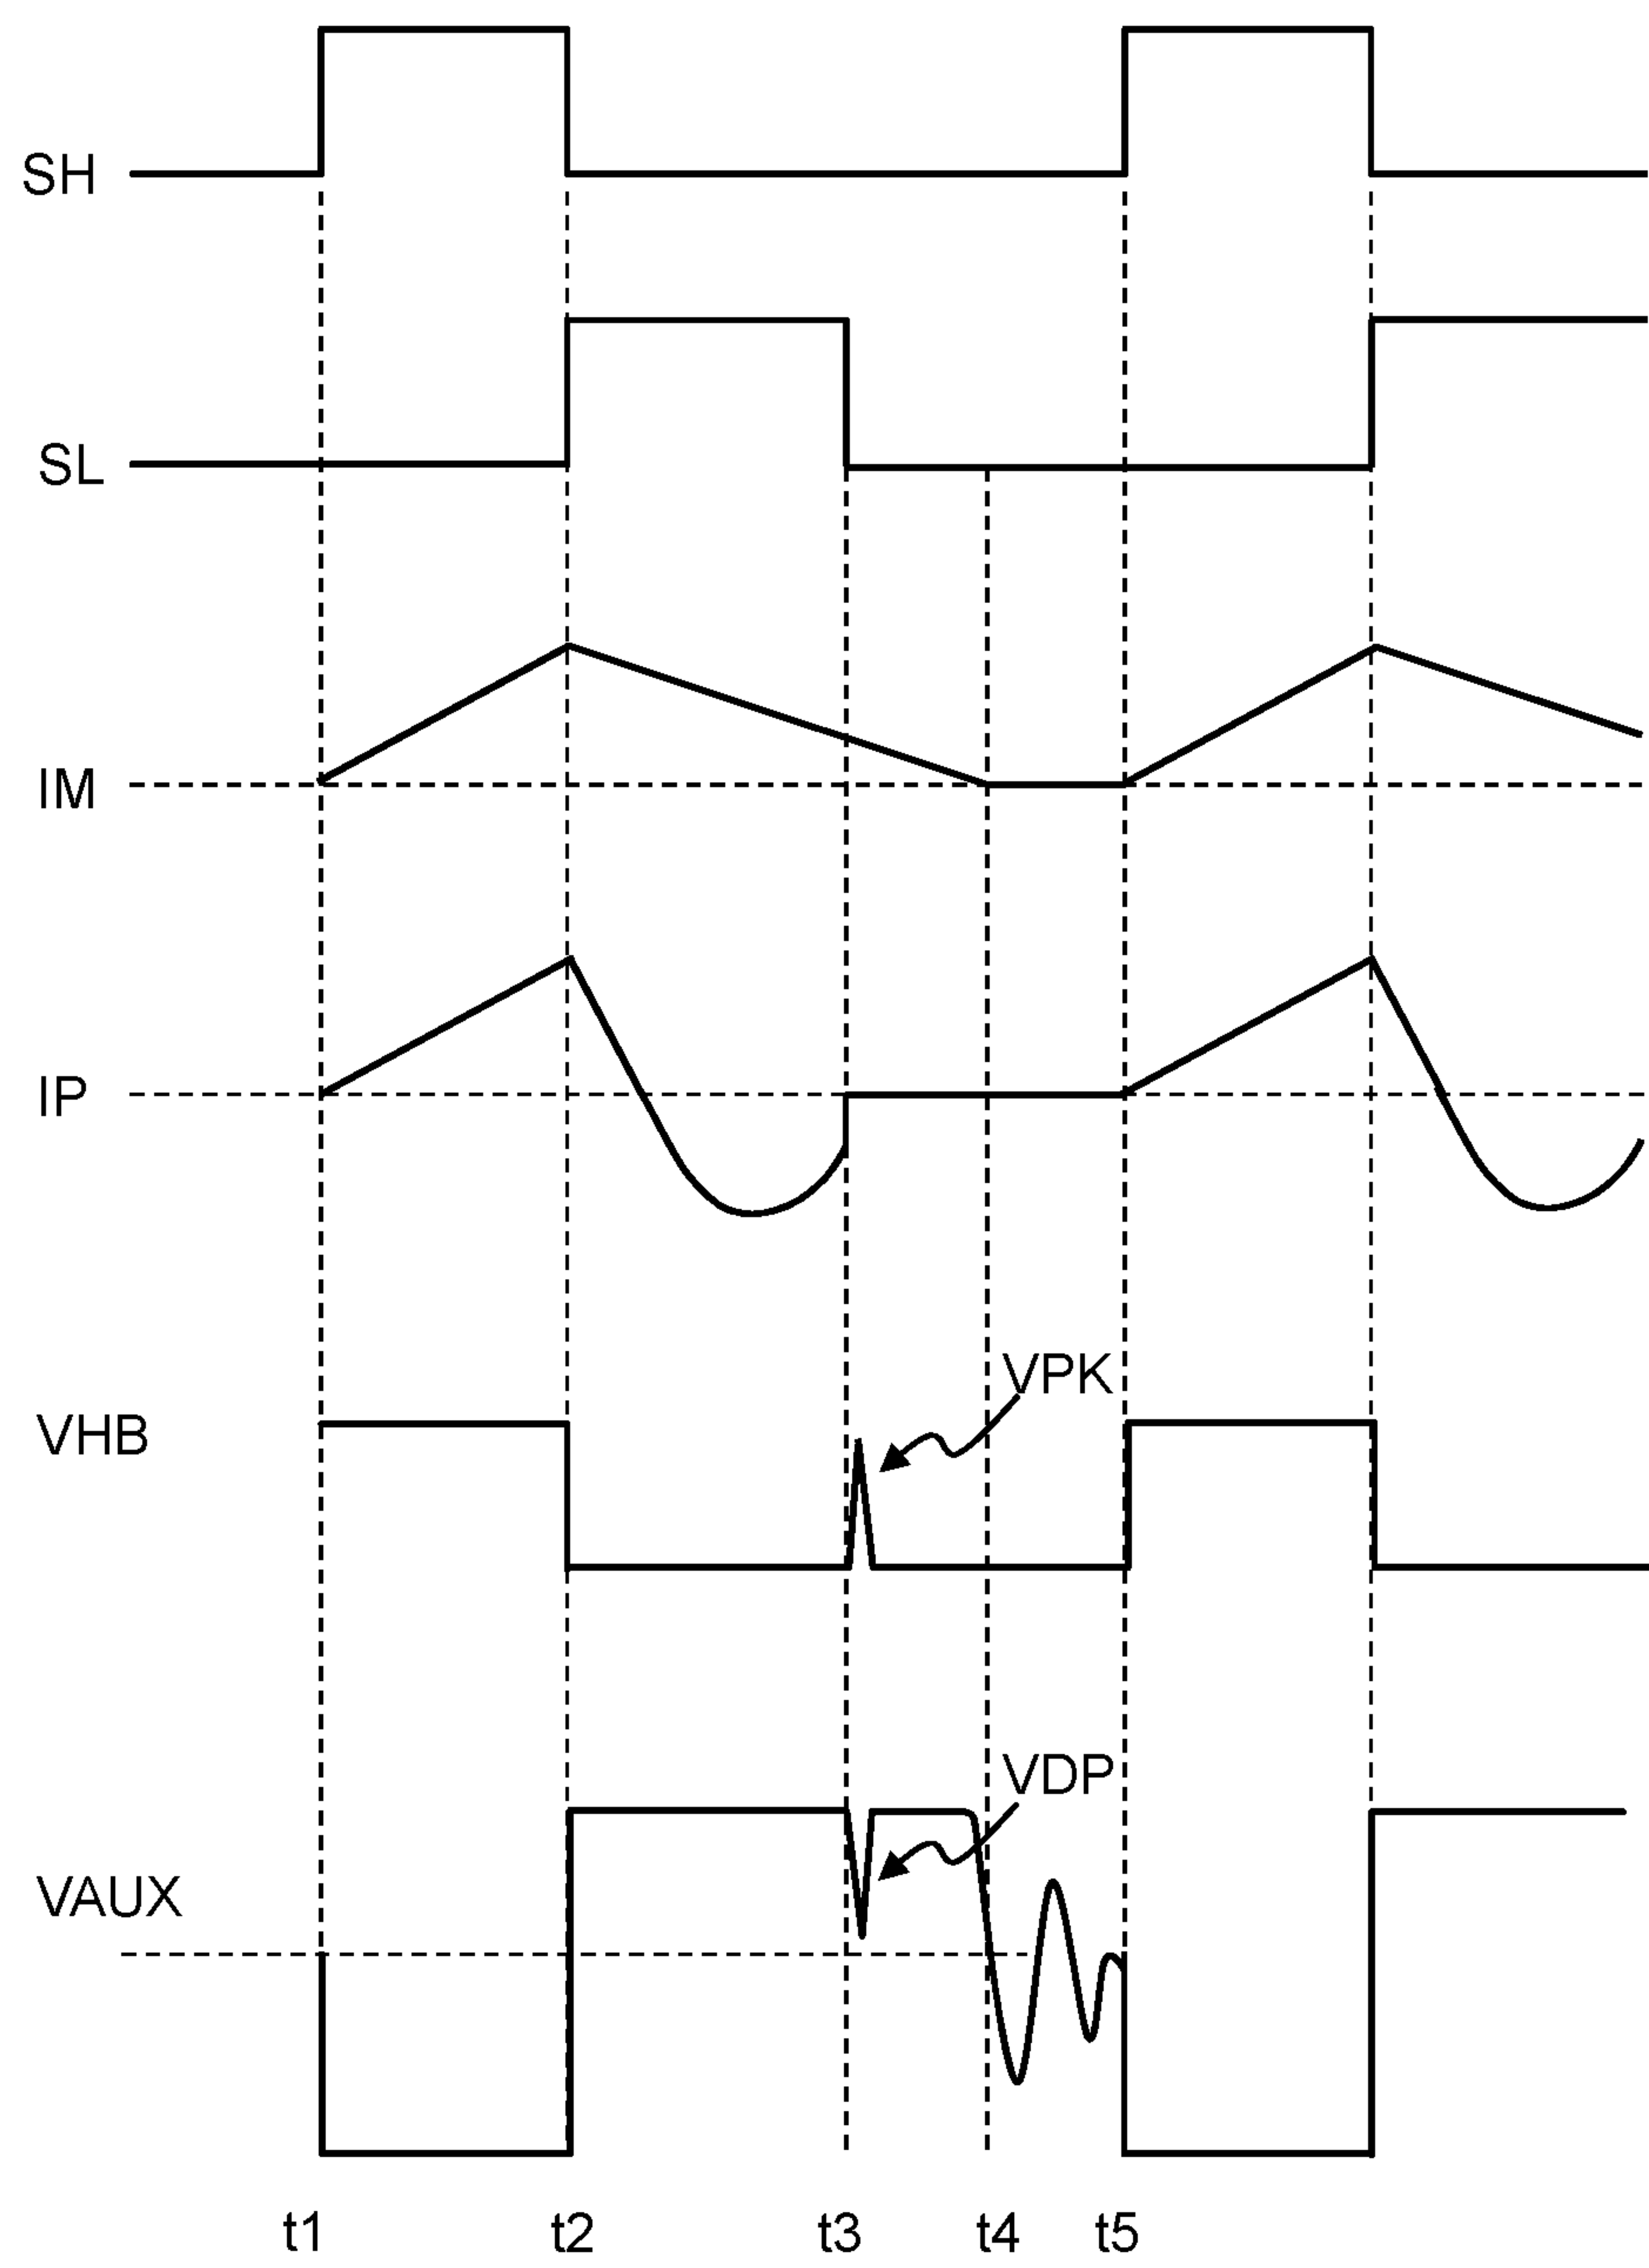 SH
SL
IM
IP
VPK
VHB
VDP
VAUX
t1 t2 t3 t4 t5